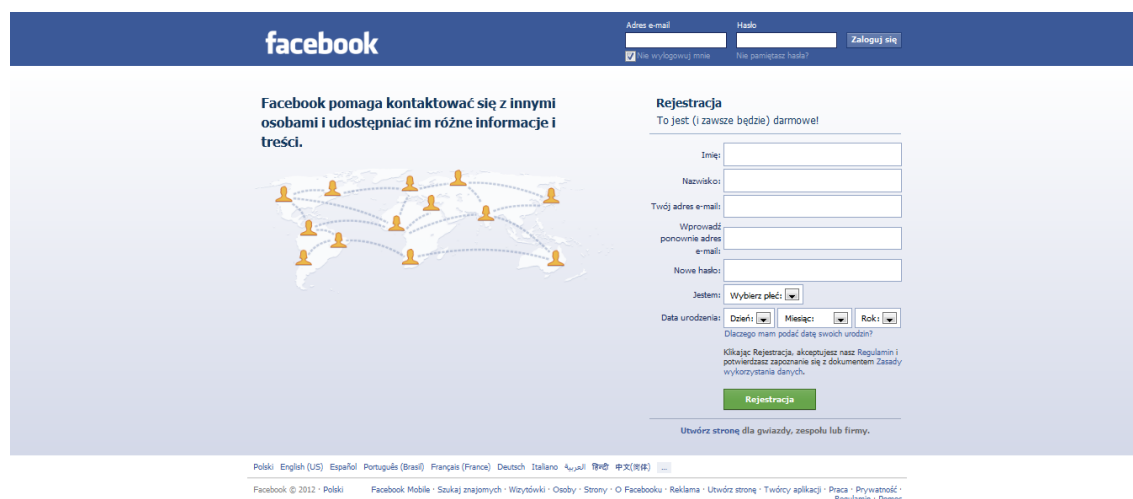 facebook
Adres e-mail
Hasło
Zaloguj się
Nie wylogowuj mnie
Nie pamiętasz hasła?
Facebook pomaga kontaktować się z innymi
osobami i udostępniać im różne informacje i
treści.
Rejestracja
To jest (i zawsze będzie) darmowe!
Imię:
Nazwisko:
Twój adres e-mail:
Wprowadź
ponownie adres
e-mail:
Nowe hasło:
Jestem: Wybierz płeć:
Data urodzenia: Dzień: Miesiąc: Rok:
Dlaczego mam podać datę swoich urodzin?
Klikając Rejestracja, akceptujesz nasz Regulamin i
potwierdzasz zapoznanie się z dokumentem Zasady
wykorzystania danych.
Rejestracja
Utwórz stronę dla gwiazdy, zespołu lub firmy.
Polski English (US) Español Português (Brasil) Français (France) Deutsch Italiano العربية हिन्दी 中文(简体) ...
Facebook © 2012 · Polski Facebook Mobile · Szukaj znajomych · Wizytówki · Osoby · Strony · O Facebooku · Reklama · Utwórz stronę · Twórcy aplikacji · Praca · Prywatność ·
Regulamin · Pomoc